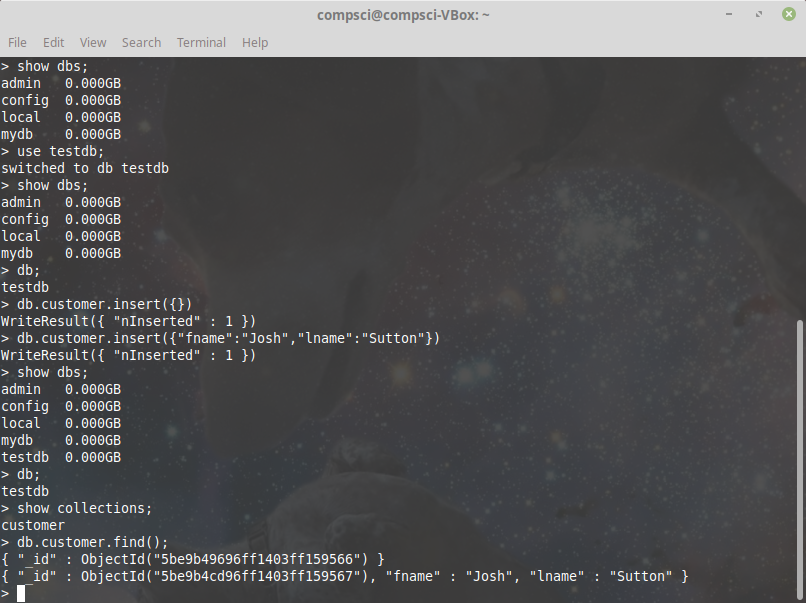 compsci@compsci-VBox: ~
File Edit View Search Terminal Help
> show dbs;
admin   0.000GB
config  0.000GB
local   0.000GB
mydb    0.000GB
> use testdb;
switched to db testdb
> show dbs;
admin   0.000GB
config  0.000GB
local   0.000GB
mydb    0.000GB
> db;
testdb
> db.customer.insert({})
WriteResult({ "nInserted" : 1 })
> db.customer.insert({"fname":"Josh","lname":"Sutton"})
WriteResult({ "nInserted" : 1 })
> show dbs;
admin   0.000GB
config  0.000GB
local   0.000GB
mydb    0.000GB
testdb  0.000GB
> db;
testdb
> show collections;
customer
> db.customer.find();
{ "_id" : ObjectId("5be9b49696ff1403ff159566") }
{ "_id" : ObjectId("5be9b4cd96ff1403ff159567"), "fname" : "Josh", "lname" : "Sutton" }
>